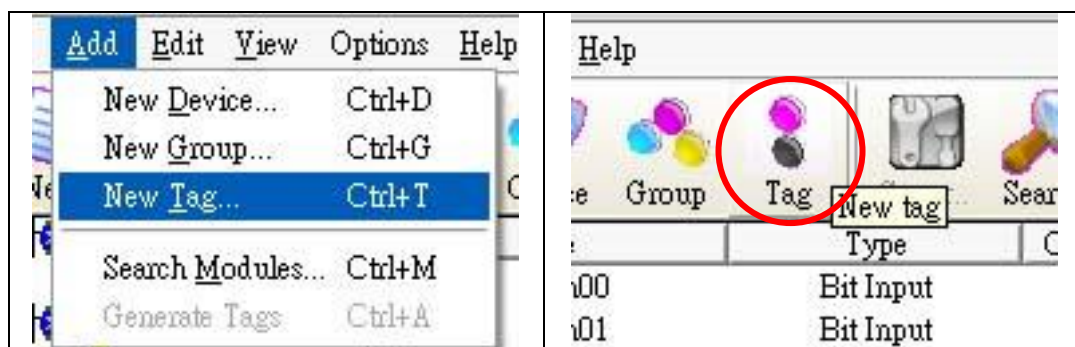 Add Edit View Options Help
New Device... Ctrl+D
New Group... Ctrl+G
New Tag... Ctrl+T
Search Modules... Ctrl+M
Generate Tags Ctrl+A
Help
Group Tag
New tag
Type
Bit Input
Bit Input